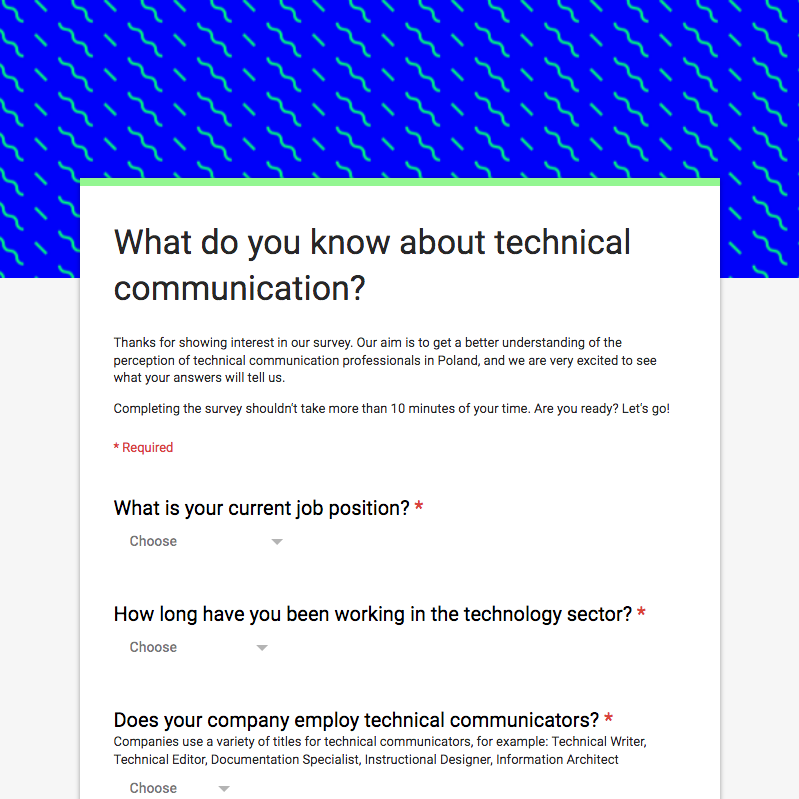 What do you know about technical
communication?
Thanks for showing interest in our survey. Our aim is to get a better understanding of the
perception of technical communication professionals in Poland, and we are very excited to see
what your answers will tell us.
Completing the survey shouldn't take more than 10 minutes of your time. Are you ready? Let's go!
* Required
What is your current job position? *
Choose
How long have you been working in the technology sector? *
Choose
Does your company employ technical communicators? *
Companies use a variety of titles for technical communicators, for example: Technical Writer,
Technical Editor, Documentation Specialist, Instructional Designer, Information Architect
Choose